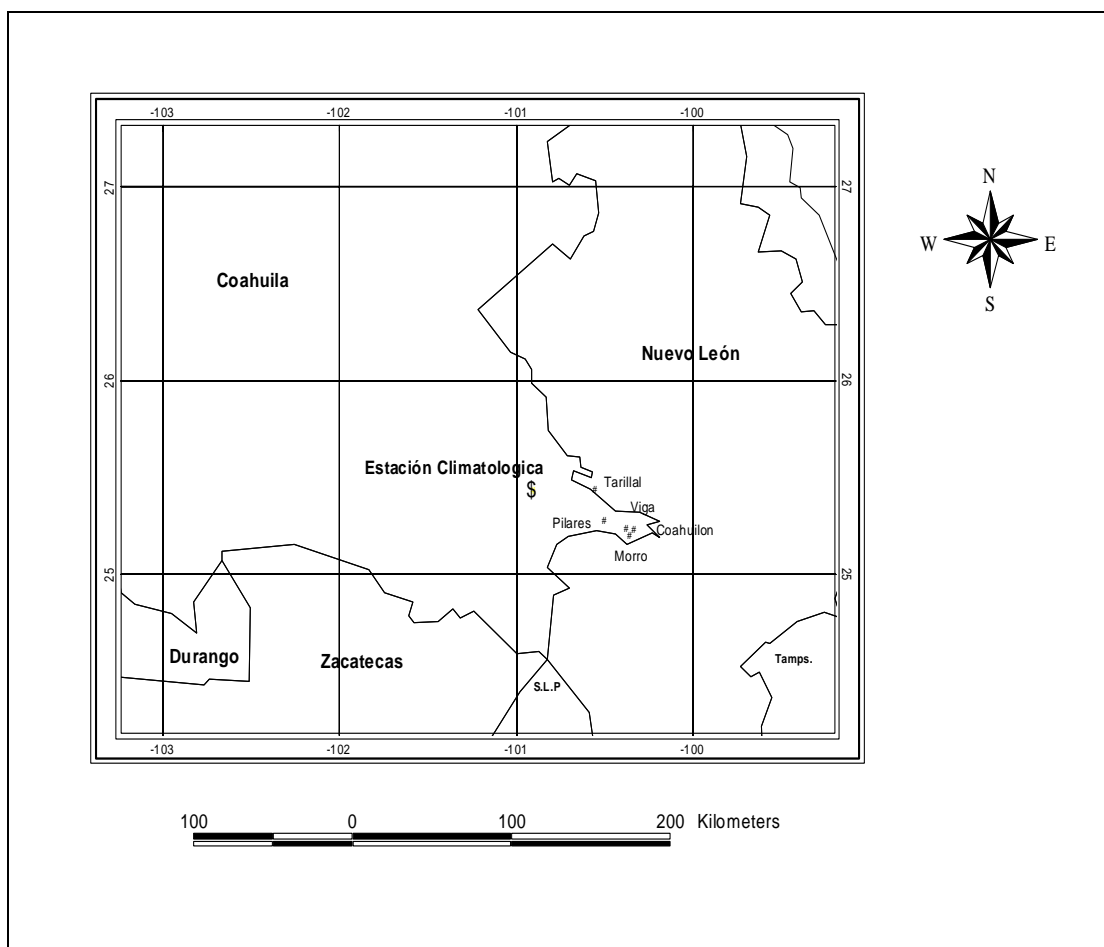 -103 -102 -101 -100
N
27 27
W E
S
Coahuila
Nuevo León
26 26
Estación Climatologica
$
Tarillal
#
Viga
#
Pilares
# #
Coahuilon
#
Morro
25 25
Durango
Zacatecas
Tamps.
S.L.P
-103 -102 -101 -100
100 0 100 200 Kilometers